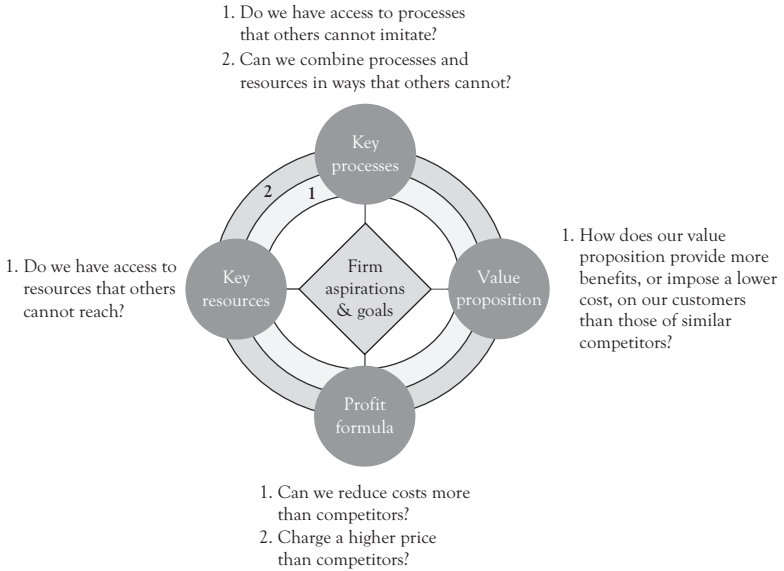 1. Do we have access to processes
that others cannot imitate?
2. Can we combine processes and
resources in ways that others cannot?
Key
processes
2
1
1. Do we have access to
resources that others
cannot reach?
Key
resources
Firm
aspirations
& goals
Value
proposition
1. How does our value
proposition provide more
benefits, or impose a lower
cost, on our customers
than those of similar
competitors?
Profit
formula
1. Can we reduce costs more
than competitors?
2. Charge a higher price
than competitors?